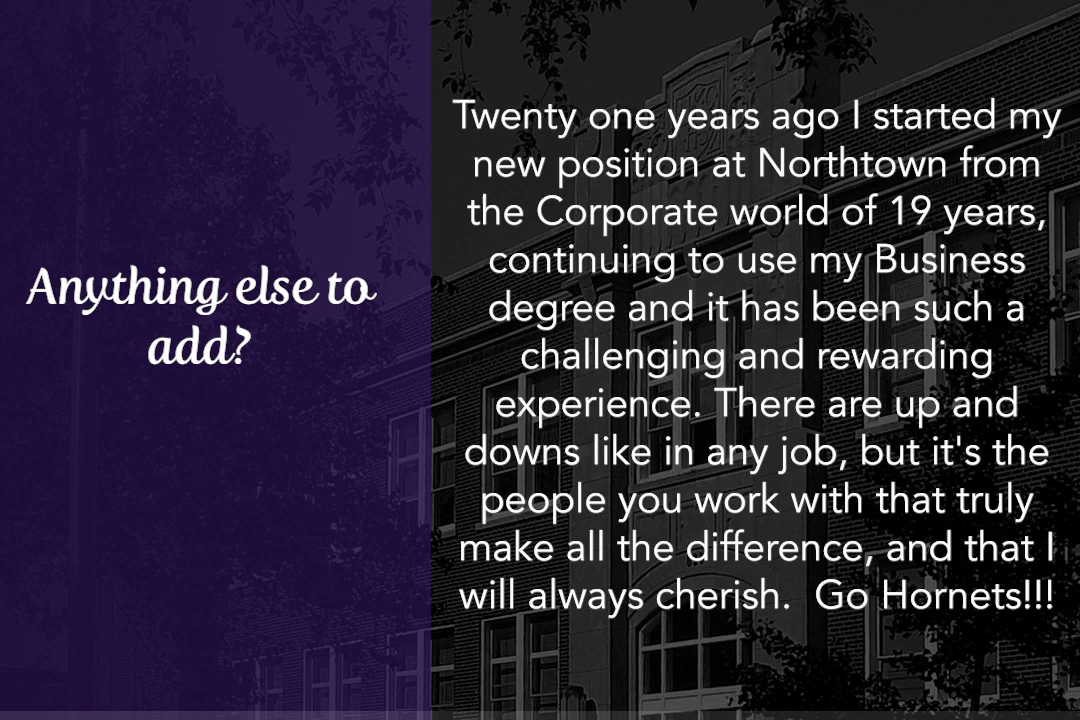 Anything else to
add?
Twenty one years ago I started my
new position at Northtown from
the Corporate world of 19 years,
continuing to use my Business
degree and it has been such a
challenging and rewarding
experience. There are up and
downs like in any job, but it's the
people you work with that truly
make all the difference, and that I
will always cherish.  Go Hornets!!!